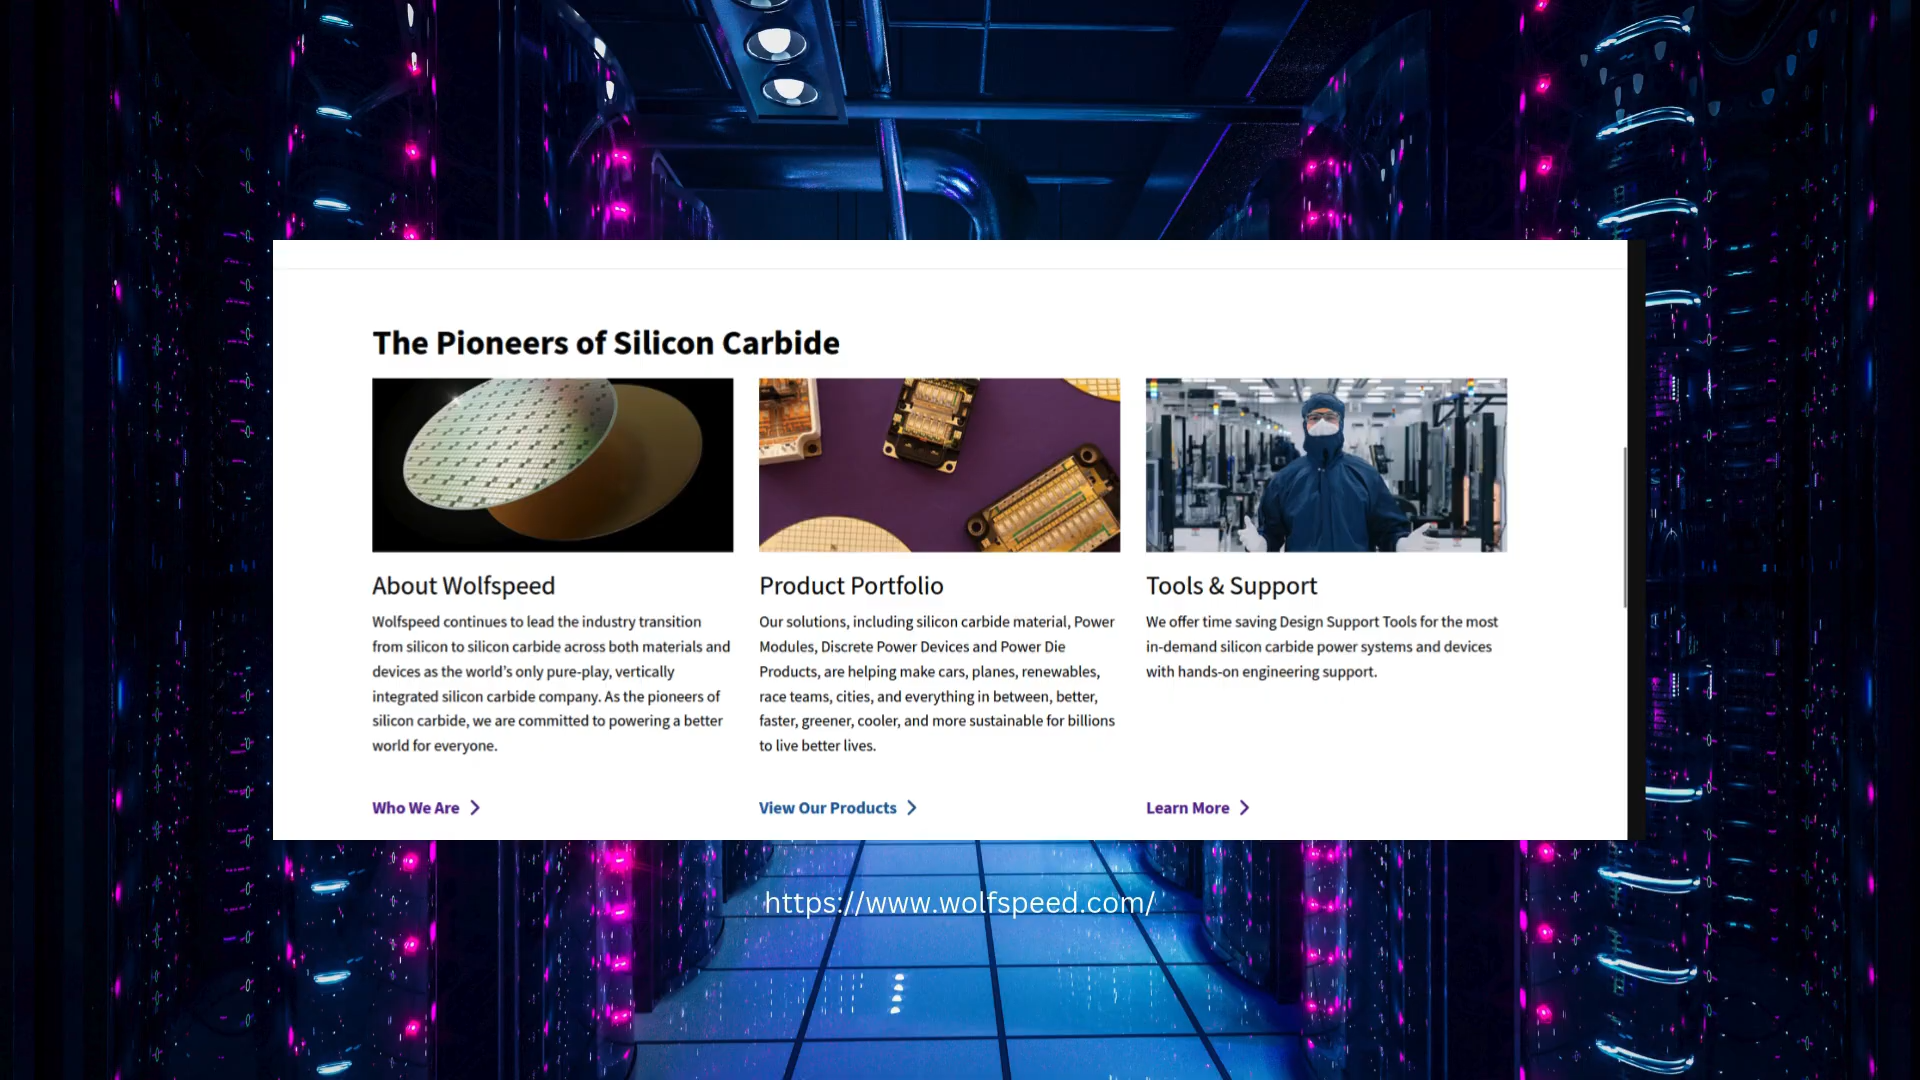 The Pioneers of Silicon Carbide
About Wolfspeed
Wolfspeed continues to lead the industry transition
from silicon to silicon carbide across both materials and
devices as the world's only pure-play, vertically
integrated silicon carbide company. As the pioneers of
silicon carbide, we are committed to powering a better
world for everyone.
Who We Are
Product Portfolio
Our solutions, including silicon carbide material, Power
Modules, Discrete Power Devices and Power Die
Products, are helping make cars, planes, renewables,
race teams, cities, and everything in between, better,
faster, greener, cooler, and more sustainable for billions
to live better lives.
View Our Products
Tools & Support
We offer time saving Design Support Tools for the most
in-demand silicon carbide power systems and devices
with hands-on engineering support.
Learn More
https://www.wolfspeed.com/